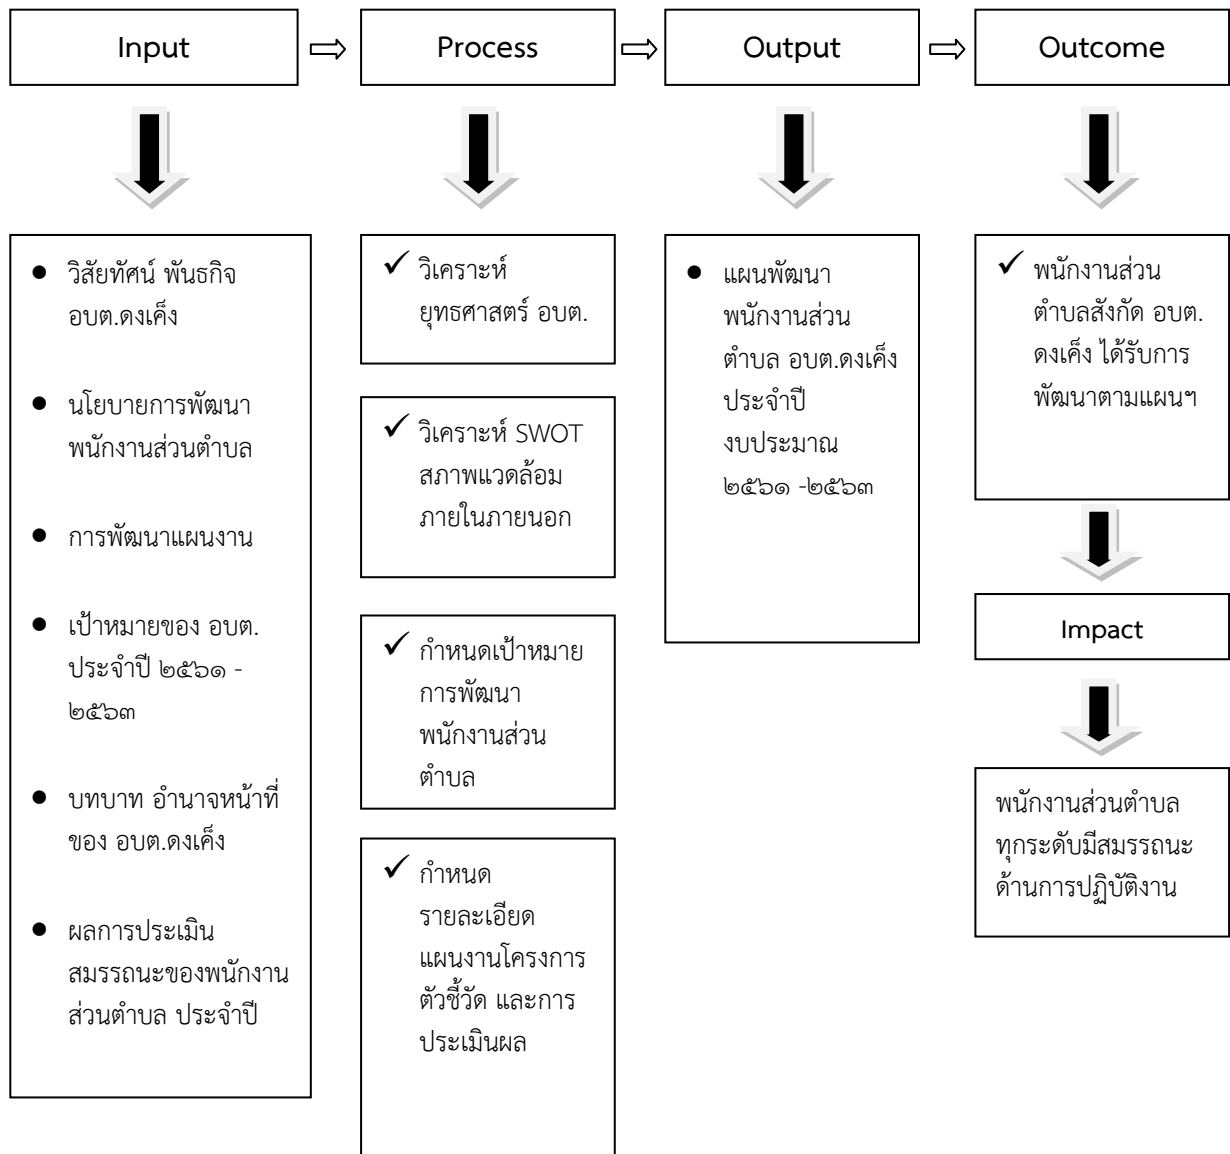 Input
Process
Output
Outcome
วิสัยทัศน์ พันธกิจ
อบต.ดงเค็ง
นโยบายการพัฒนา
พนักงานส่วนตำบล
การพัฒนาแผนงาน
เป้าหมายของ อบต.
ประจำปี ๒๕๖๑ -
๒๕๖๓
บทบาท อำนาจหน้าที่
ของ อบต.ดงเค็ง
ผลการประเมิน
สมรรถนะของพนักงาน
ส่วนตำบล ประจำปี
วิเคราะห์
ยุทธศาสตร์ อบต.
วิเคราะห์ SWOT
สภาพแวดล้อม
ภายในภายนอก
กำหนดเป้าหมาย
การพัฒนา
พนักงานส่วน
ตำบล
กำหนด
รายละเอียด
แผนงานโครงการ
ตัวชี้วัด และการ
ประเมินผล
แผนพัฒนา
พนักงานส่วน
ตำบล อบต.ดงเค็ง
ประจำปี
งบประมาณ
๒๕๖๑ -๒๕๖๓
พนักงานส่วน
ตำบลสังกัด อบต.
ดงเค็ง ได้รับการ
พัฒนาตามแผนฯ
Impact
พนักงานส่วนตำบล
ทุกระดับมีสมรรถนะ
ด้านการปฏิบัติงาน